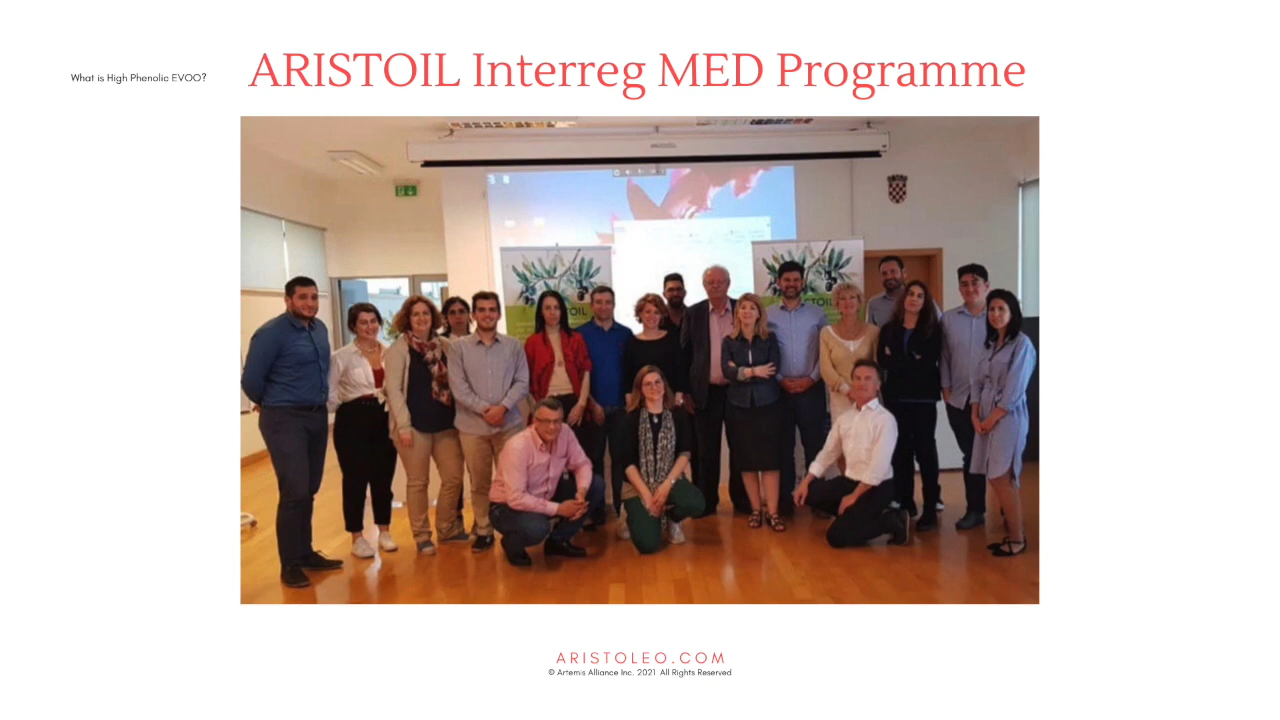 What is High Phenolic EVOO?
ARISTOIL Interreg MED Programme
ARISTOLEO.COM
© Artemis Alliance Inc. 2021 All Rights Reserved